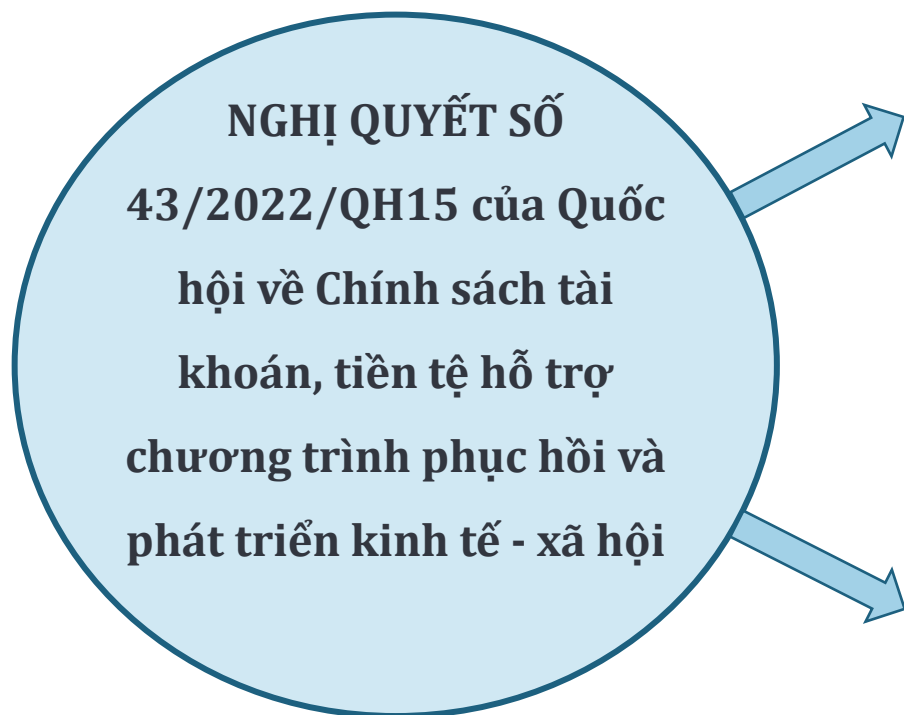 NGHỊ QUYẾT SỐ
43/2022/QH15 của Quốc
hội về Chính sách tài
khoán, tiền tệ hỗ trợ
chương trình phục hồi và
phát triển kinh tế - xã hội